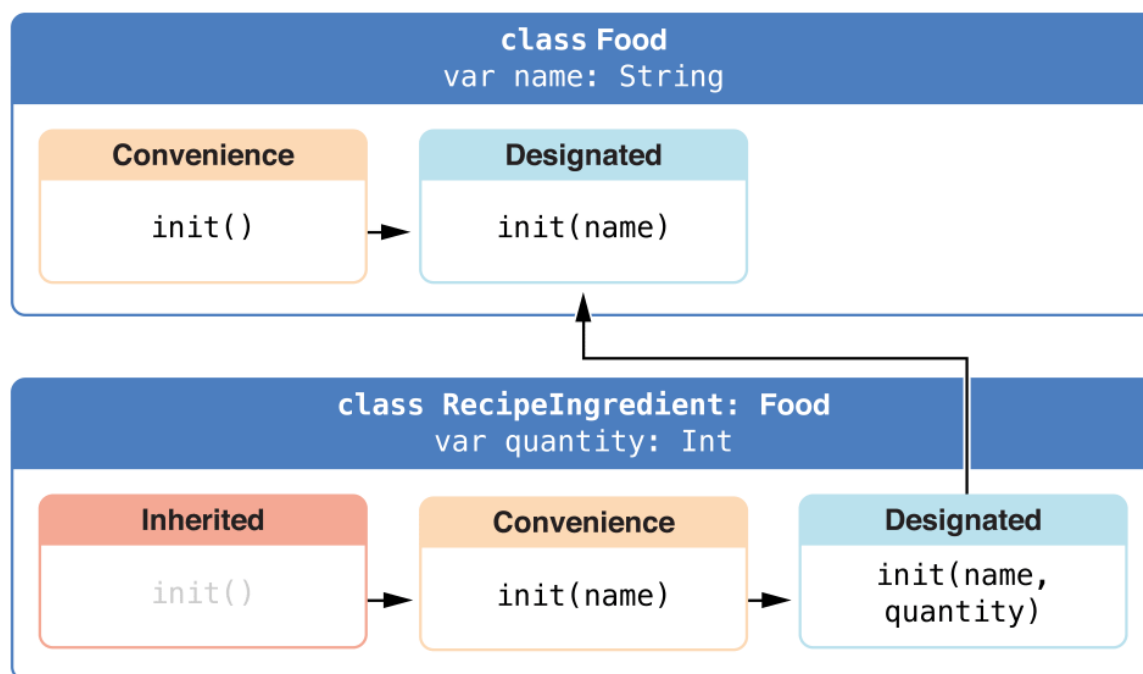 class Food
var name: String
Convenience
Designated
init()
init(name)
class RecipeIngredient: Food
var quantity: Int
Inherited
Convenience
Designated
init()
init(name)
init(name,
quantity)